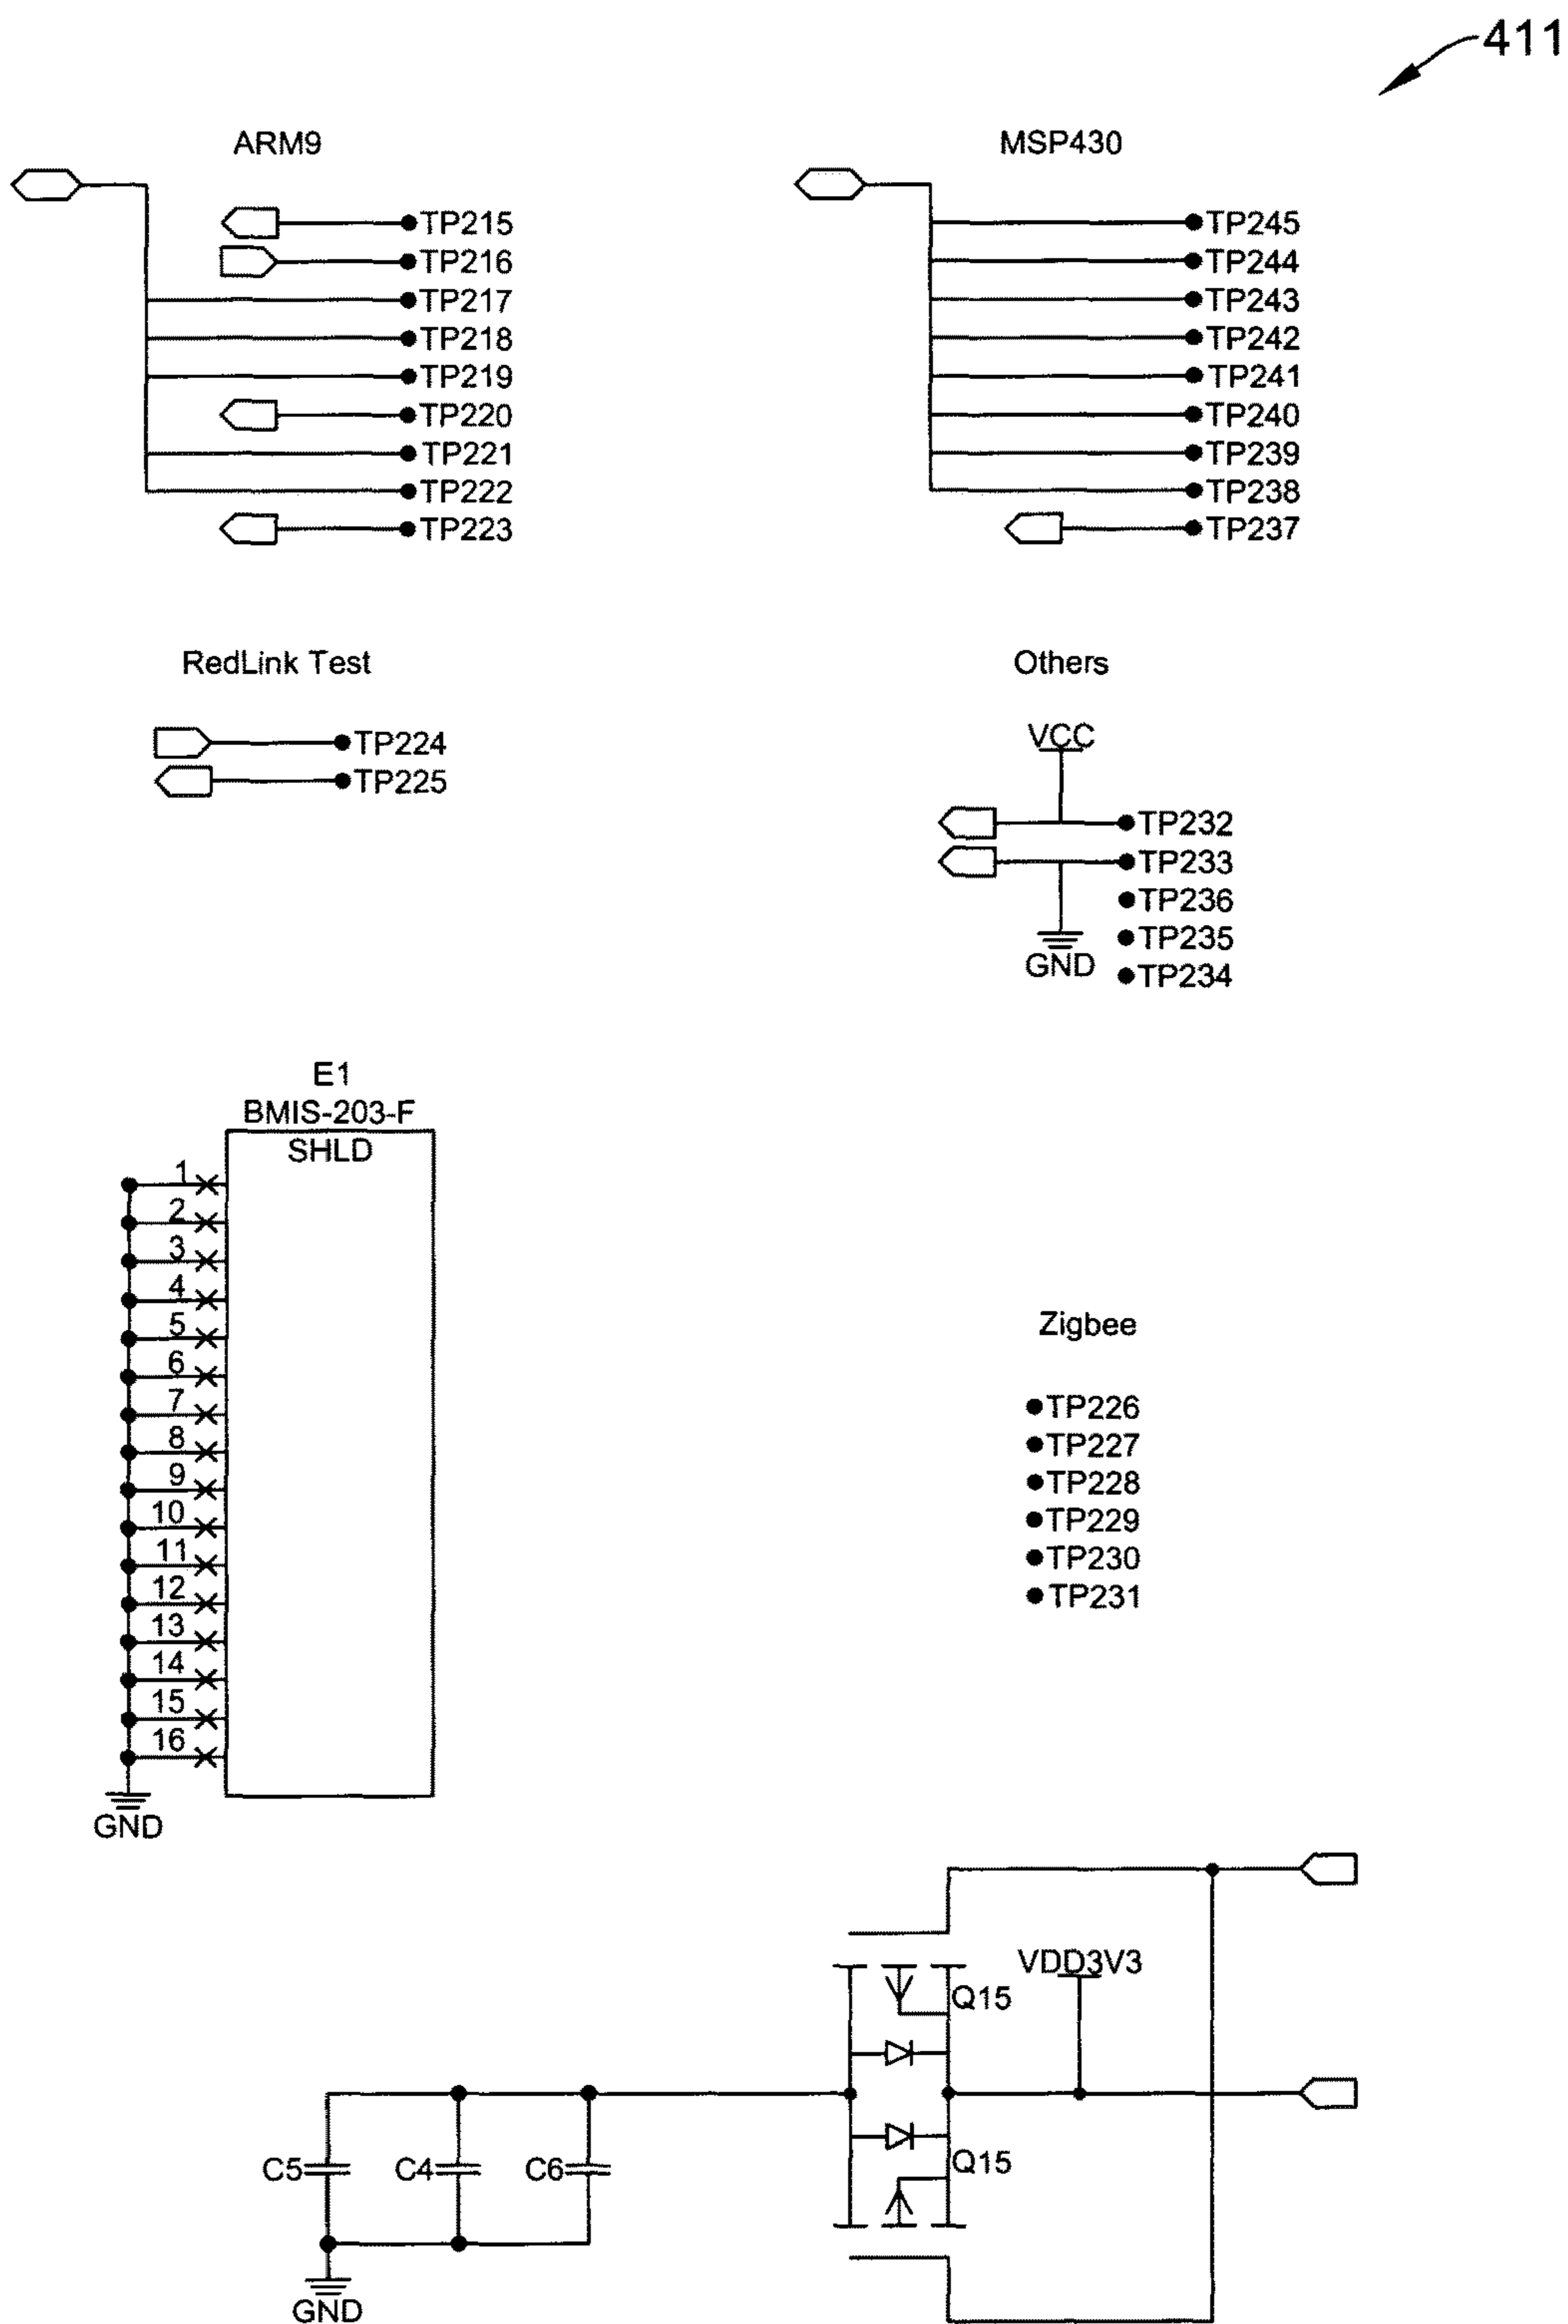 411
ARM9
TP215
TP216
TP217
TP218
TP219
TP220
TP221
TP222
TP223
MSP430
TP245
TP244
TP243
TP242
TP241
TP240
TP239
TP238
TP237
RedLink Test
TP224
TP225
Others
VCC
TP232
TP233
TP236
TP235
GND
TP234
E1
BMIS-203-F
SHLD
1
2
3
4
5
6
7
8
9
10
11
12
13
14
15
16
GND
Zigbee
TP226
TP227
TP228
TP229
TP230
TP231
VDD3V3
Q15
Q15
C5
C4
C6
GND